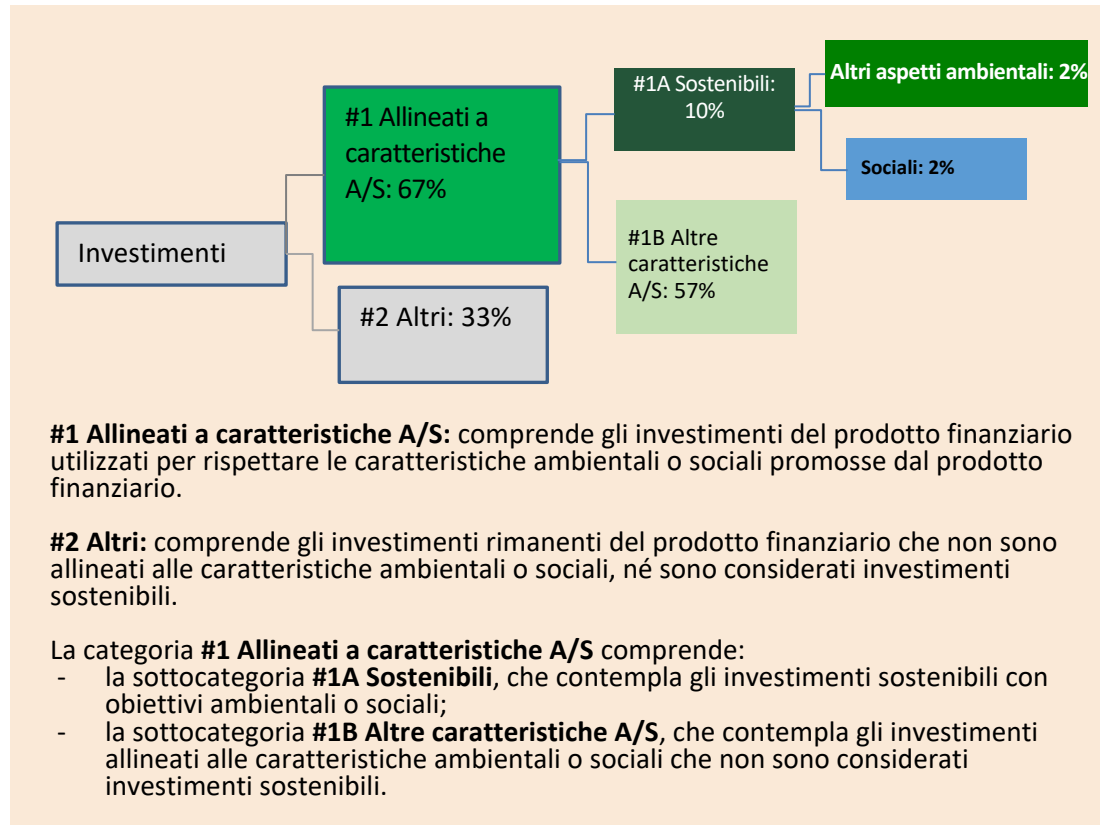 Altri aspetti ambientali: 2%
#1A Sostenibili:
10%
#1 Allineati a
caratteristiche
A/S: 67%
Sociali: 2%
Investimenti
#1B Altre
caratteristiche
A/S: 57%
#2 Altri: 33%
#1 Allineati a caratteristiche A/S: comprende gli investimenti del prodotto finanziario
utilizzati per rispettare le caratteristiche ambientali o sociali promosse dal prodotto
finanziario.
#2 Altri: comprende gli investimenti rimanenti del prodotto finanziario che non sono
allineati alle caratteristiche ambientali o sociali, né sono considerati investimenti
sostenibili.
La categoria #1 Allineati a caratteristiche A/S comprende:
- la sottocategoria #1A Sostenibili, che contempla gli investimenti sostenibili con
obiettivi ambientali o sociali;
- la sottocategoria #1B Altre caratteristiche A/S, che contempla gli investimenti
allineati alle caratteristiche ambientali o sociali che non sono considerati
investimenti sostenibili.